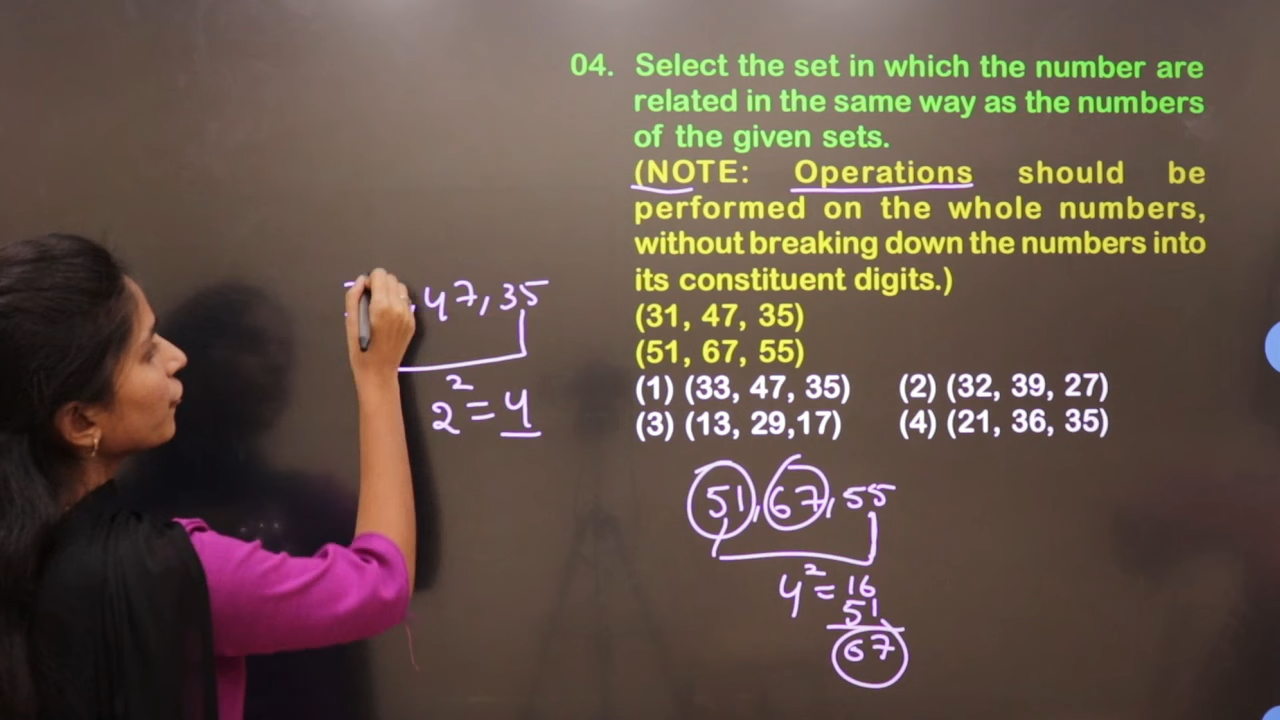 04. Select the set in which the number are
related in the same way as the numbers
of the given sets.
(NOTE: Operations should be
performed on the whole numbers,
without breaking down the numbers into
its constituent digits.)
(31, 47, 35)
(51, 67, 55)
(1) (33, 47, 35) (2) (32, 39, 27)
(3) (13, 29,17) (4) (21, 36, 35)
,47,35
2² = 4
51,67,55
4² = 16
51
67